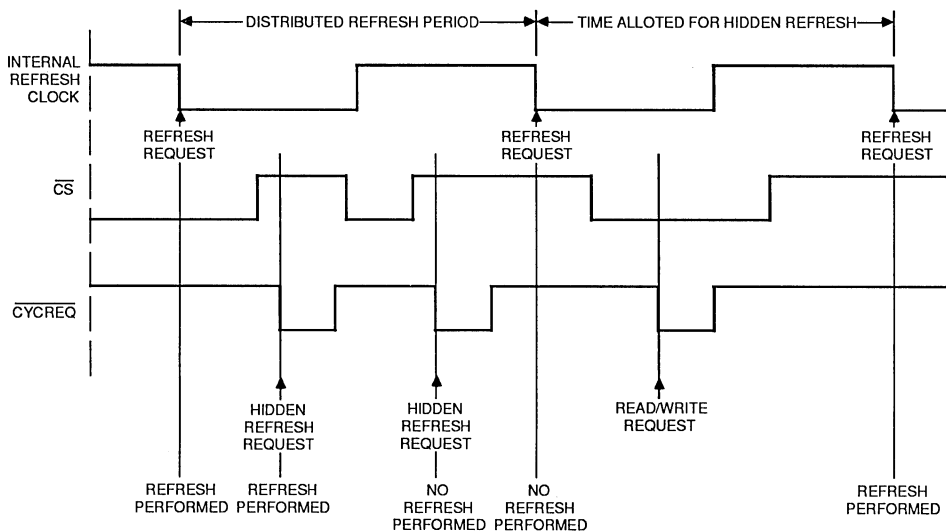 DISTRIBUTED REFRESH PERIOD
TIME ALLOTED FOR HIDDEN REFRESH
INTERNAL
REFRESH
CLOCK
REFRESH
REQUEST
REFRESH
REQUEST
REFRESH
REQUEST
CS
CYCREQ
HIDDEN
REFRESH
REQUEST
HIDDEN
REFRESH
REQUEST
READ/WRITE
REQUEST
REFRESH
PERFORMED
REFRESH
PERFORMED
NO
REFRESH
PERFORMED
NO
REFRESH
PERFORMED
REFRESH
PERFORMED